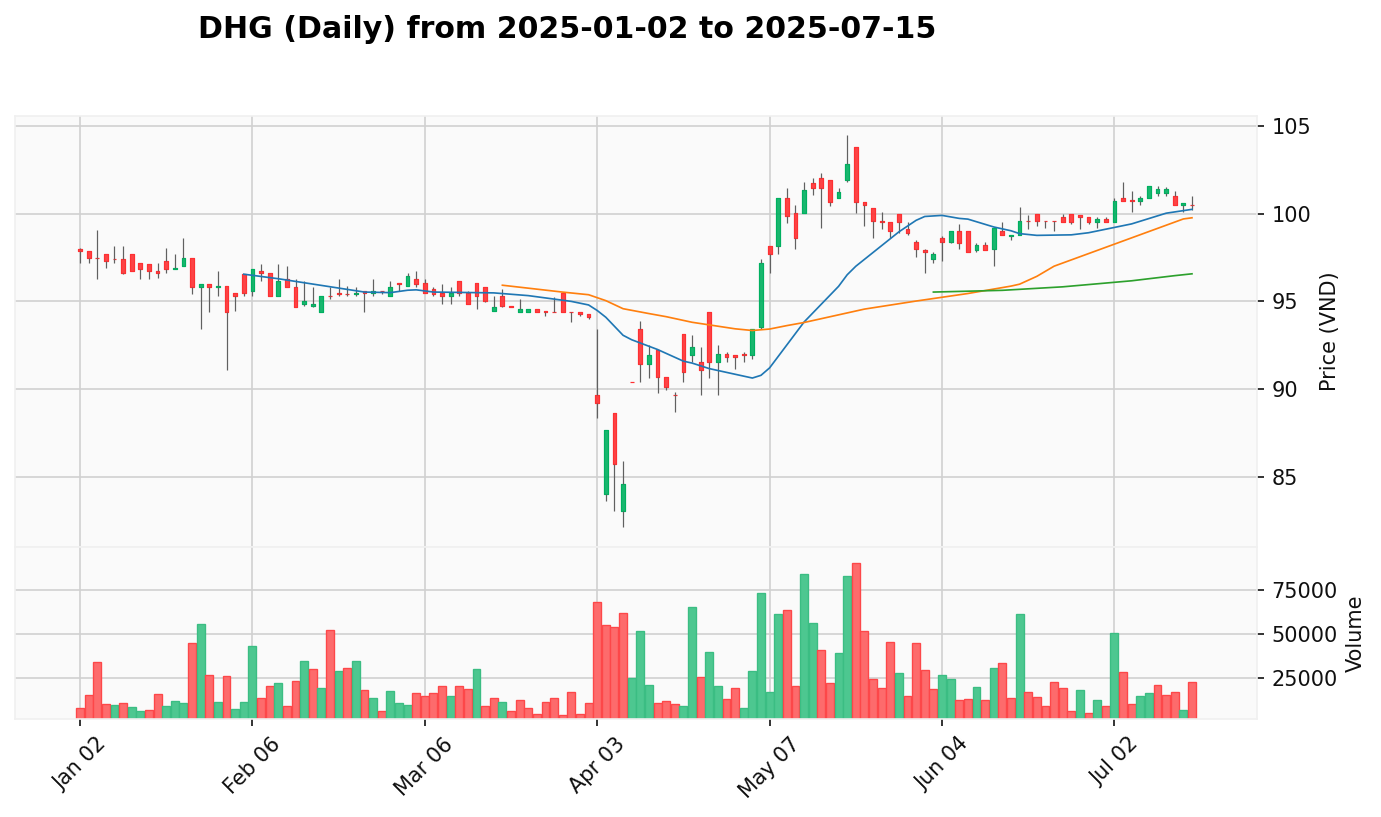 DHG (Daily) from 2025-01-02 to 2025-07-15
105
100
95
90
85
Price (VND)
75000
50000
25000
Volume
Jan 02
Feb 06
Mar 06
Apr 03
May 07
Jun 04
Jul 02